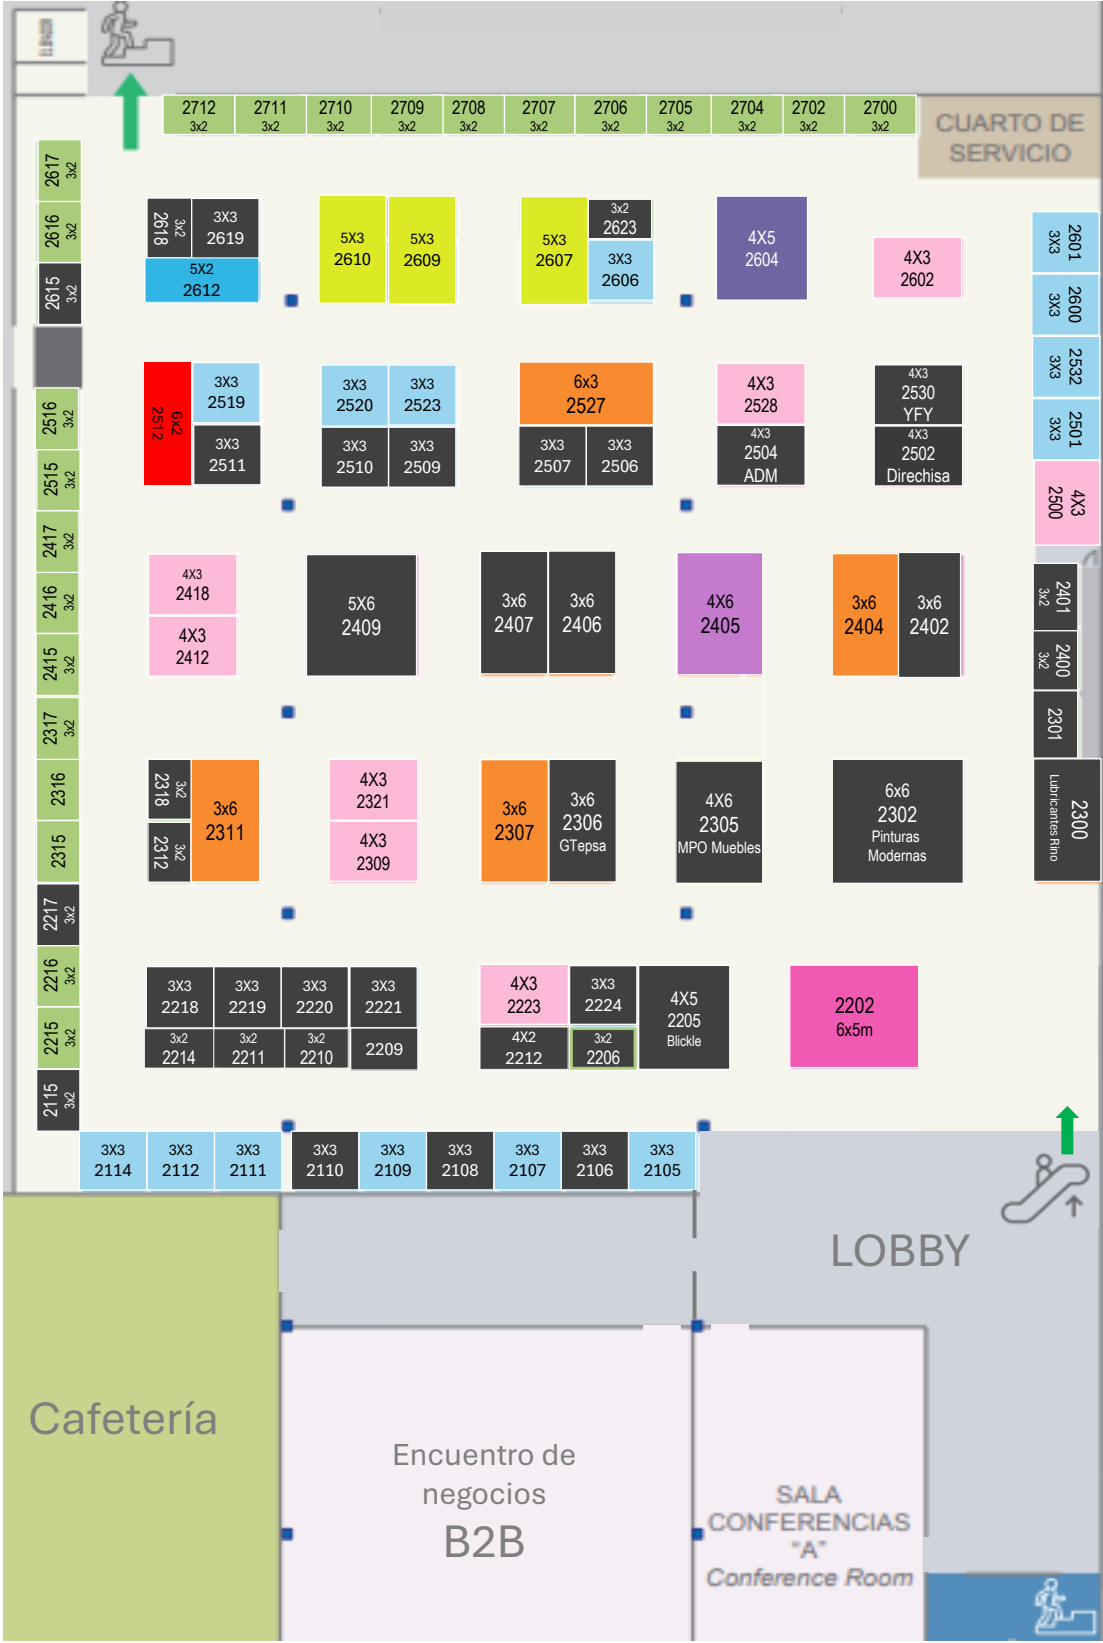 2712
3x2
2711
3x2
2710
3x2
2709
3x2
2708
3x2
2707
3x2
2706
3x2
2705
3x2
2704
3x2
2702
3x2
2700
3x2
CUARTO DE
SERVICIO
2617
3x2
2616
3x2
2615
3x2
2618
3x2
3X3
2619
5X2
2612
5X3
2610
5X3
2609
5X3
2607
3x2
2623
3X3
2606
4X5
2604
4X3
2602
2601
3X3
2600
3X3
2532
3X3
2501
3X3
4X3
2500
6x2
2512
3X3
2519
3X3
2511
3X3
2520
3X3
2523
3X3
2510
3X3
2509
6x3
2527
3X3
2507
3X3
2506
4X3
2528
4X3
2504
ADM
4X3
2530
YFY
4X3
2502
Direchisa
2516
3x2
2515
3x2
2417
3x2
2416
3x2
2415
3x2
2317
3x2
2316
2315
2217
3x2
2216
3x2
2215
3x2
2115
3x2
4X3
2418
4X3
2412
5X6
2409
3x6
2407
3x6
2406
4X6
2405
3x6
2404
3x6
2402
2401
3x2
2400
3x2
2301
2300
Lubricantes Rino
2318
3x2
2312
3x2
3x6
2311
4X3
2321
4X3
2309
3x6
2307
3x6
2306
GTepsa
4X6
2305
MPO Muebles
6x6
2302
Pinturas
Modernas
3X3
2218
3X3
2219
3X3
2220
3X3
2221
3x2
2214
3x2
2211
3x2
2210
2209
4X3
2223
3X3
2224
4X2
2212
3x2
2206
4X5
2205
Blickle
2202
6x5m
3X3
2114
3X3
2112
3X3
2111
3X3
2110
3X3
2109
3X3
2108
3X3
2107
3X3
2106
3X3
2105
LOBBY
Cafetería
Encuentro de
negocios
B2B
SALA
CONFERENCIAS
"A"
Conference Room